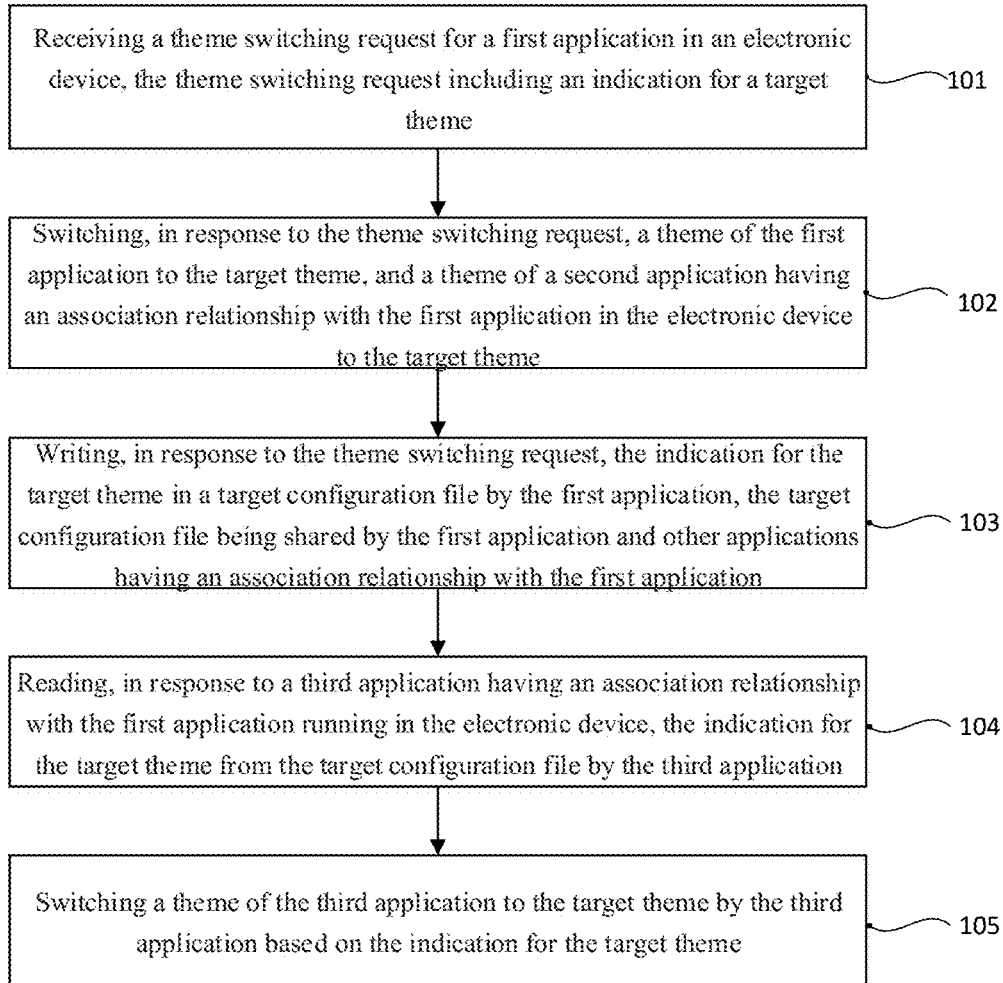 Receiving a theme switching request for a first application in an electronic
device, the theme switching request including an indication for a target
theme
101
Switching, in response to the theme switching request, a theme of the first
application to the target theme, and a theme of a second application having
an association relationship with the first application in the electronic device
to the target theme
102
Writing, in response to the theme switching request, the indication for the
target theme in a target configuration file by the first application, the target
configuration file being shared by the first application and other applications
having an association relationship with the first application
103
Reading, in response to a third application having an association relationship
with the first application running in the electronic device, the indication for
the target theme from the target configuration file by the third application
104
Switching a theme of the third application to the target theme by the third
application based on the indication for the target theme
105